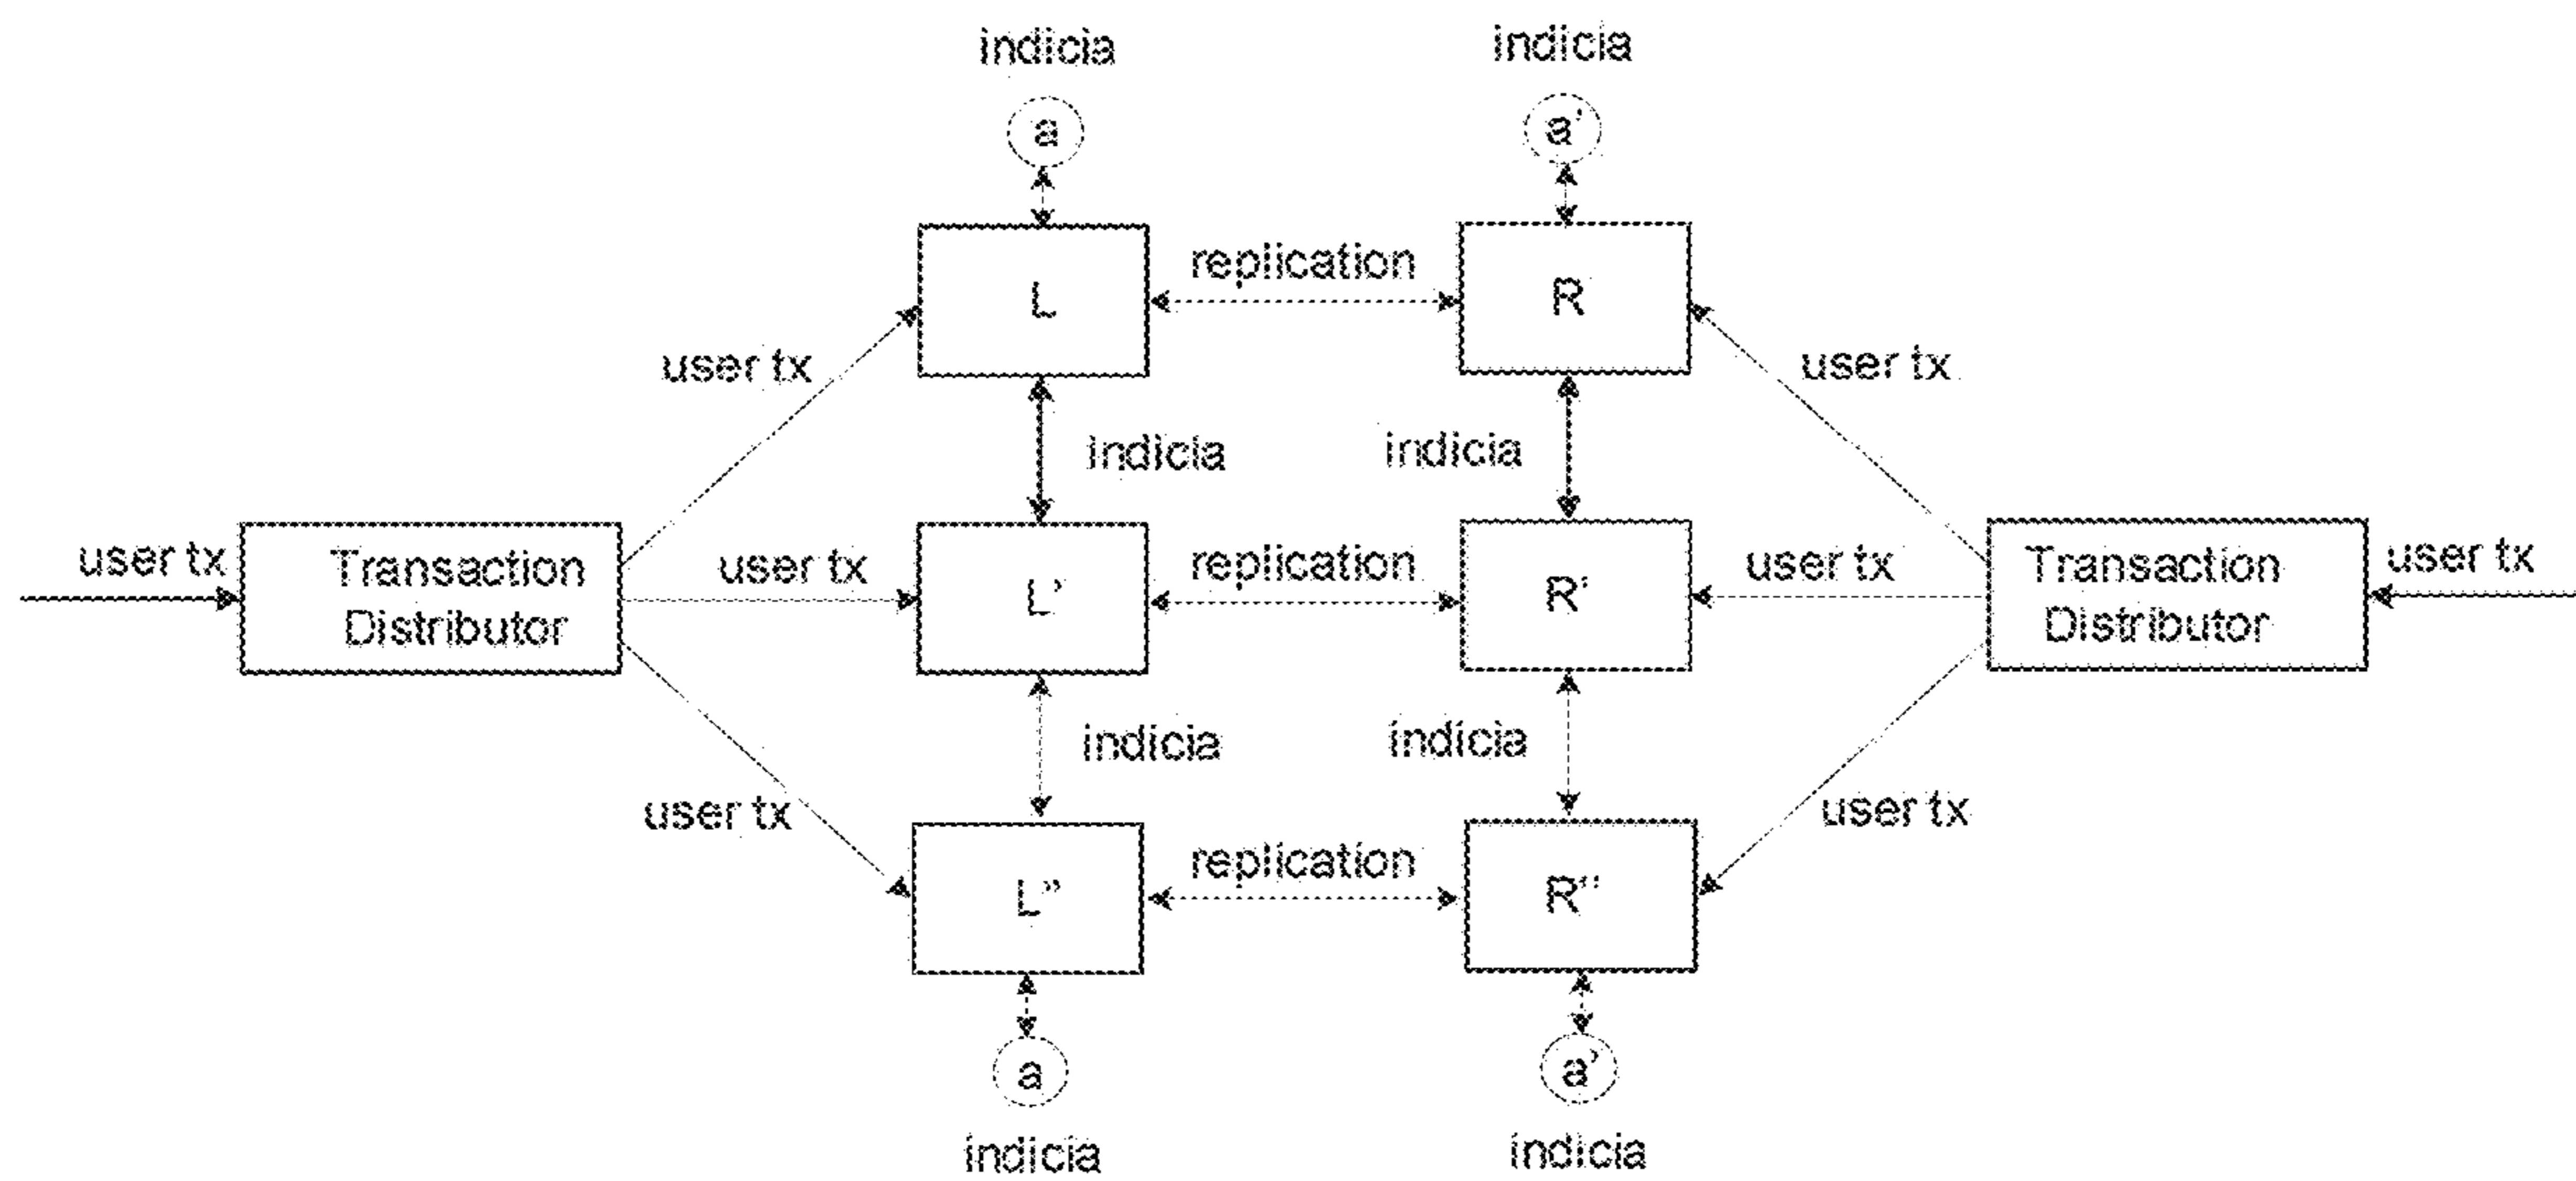 indicia
indicia
a
a'
L
replication
R
user tx
user tx
indicia
indicia
user tx
Transaction
Distributor
user tx
L'
replication
R'
user tx
Transaction
Distributor
user tx
indicia
indicia
user tx
user tx
L"
replication
R"
a
a'
indicia
indicia